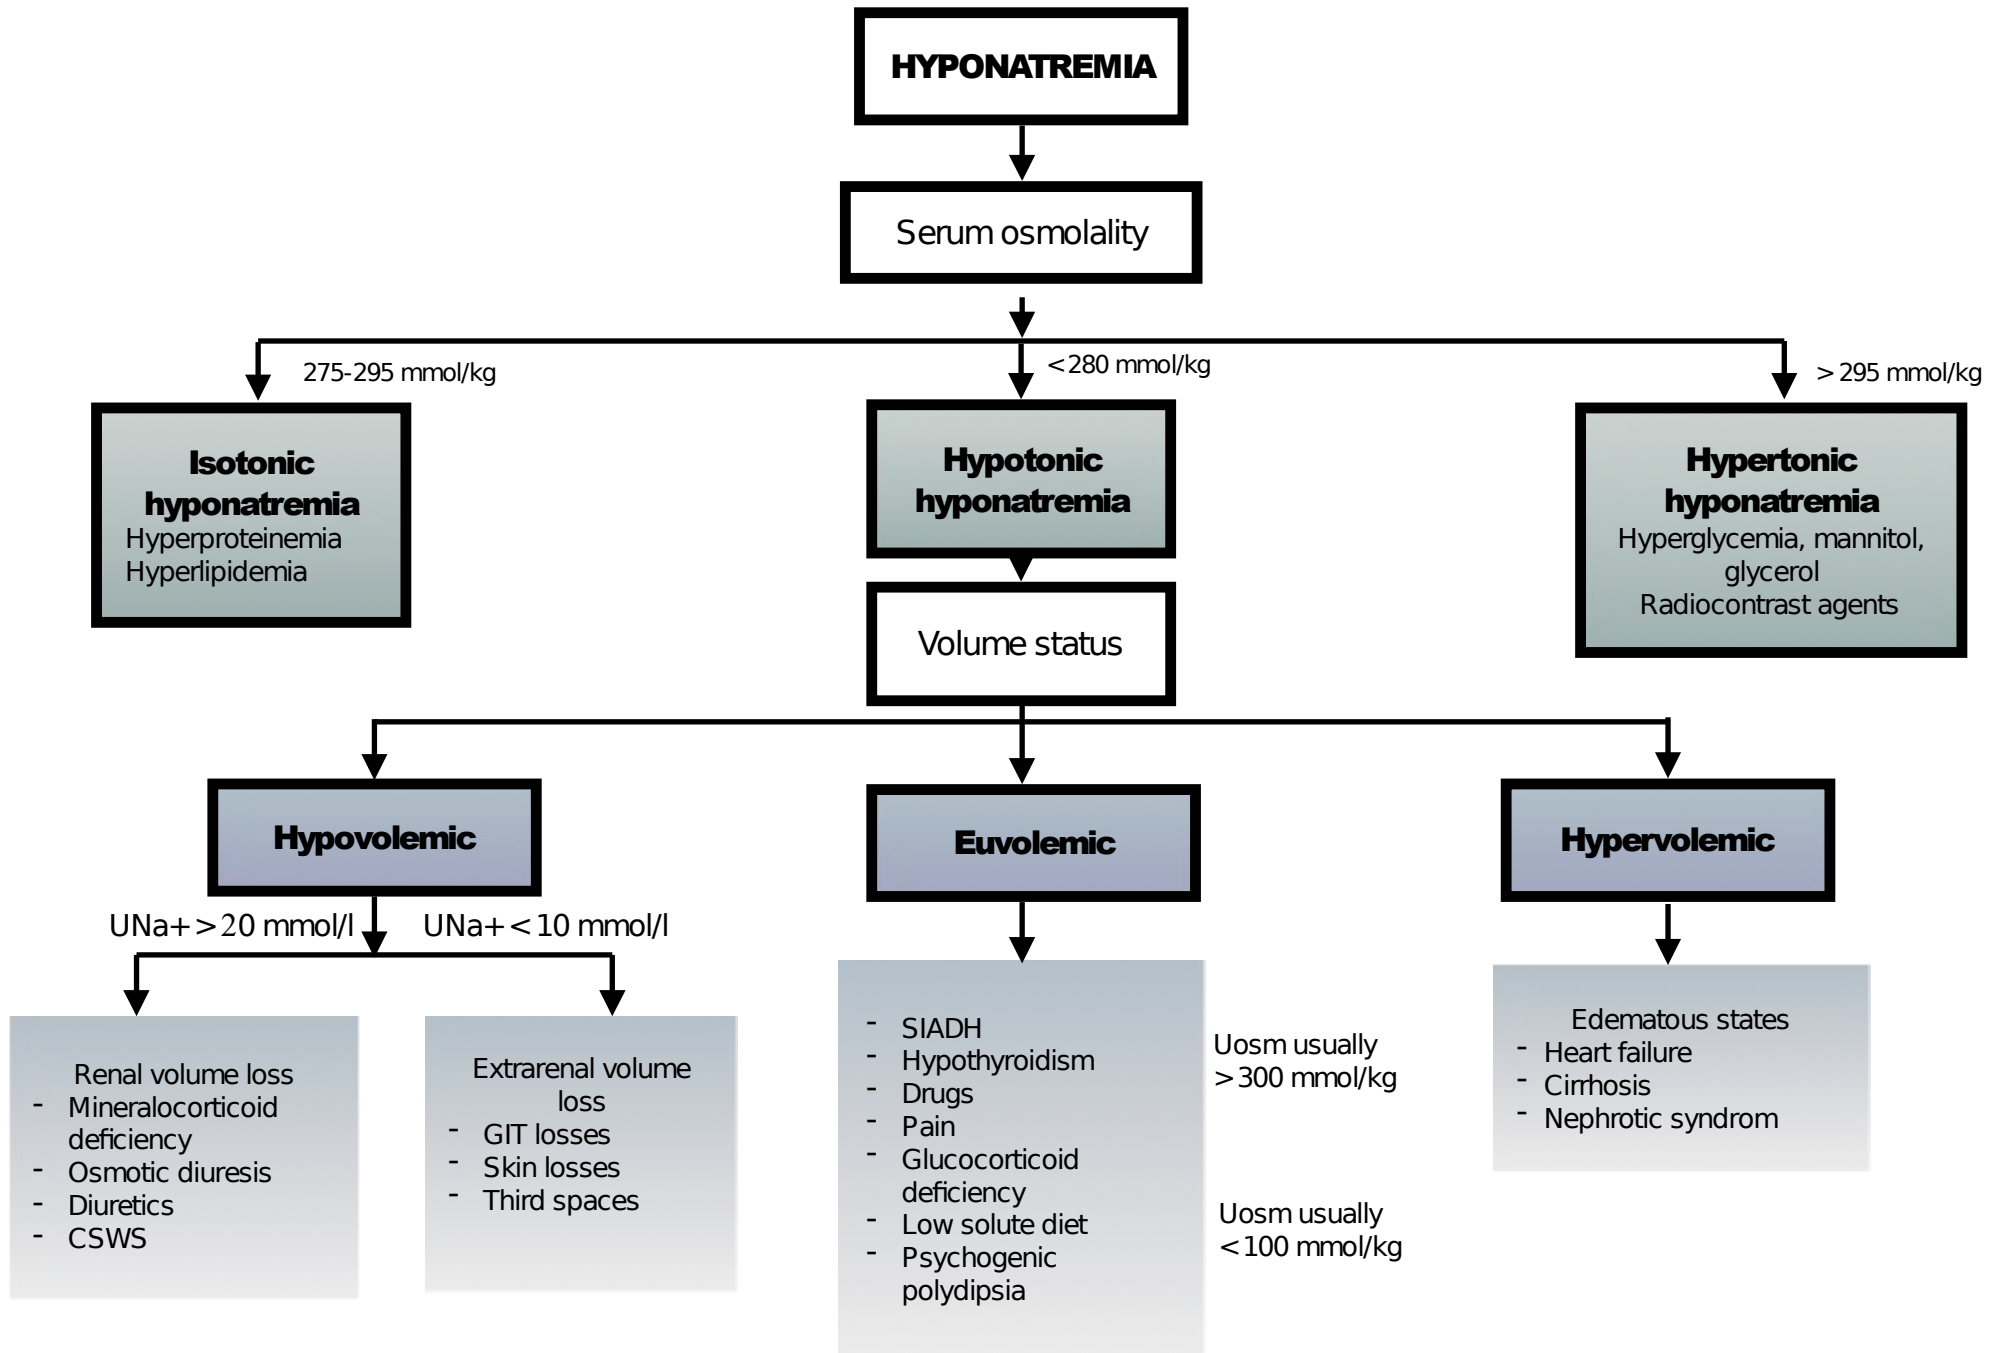 HYPONATREMIA
Serum osmolality
275-295 mmol/kg
<280 mmol/kg
>295 mmol/kg
Isotonic
hyponatremia
Hyperproteinemia
Hyperlipidemia
Hypotonic
hyponatremia
Hypertonic
hyponatremia
Hyperglycemia, mannitol,
glycerol
Radiocontrast agents
Volume status
Hypovolemic
Euvolemic
Hypervolemic
UNa+>20 mmol/l
UNa+<10 mmol/l
Renal volume loss
- Mineralocorticoid
deficiency
- Osmotic diuresis
- Diuretics
- CSWS
Extrarenal volume
loss
- GIT losses
- Skin losses
- Third spaces
- SIADH
- Hypothyroidism
- Drugs
- Pain
- Glucocorticoid
deficiency
- Low solute diet
- Psychogenic
polydipsia
Uosm usually
>300 mmol/kg
Uosm usually
<100 mmol/kg
Edematous states
- Heart failure
- Cirrhosis
- Nephrotic syndrom